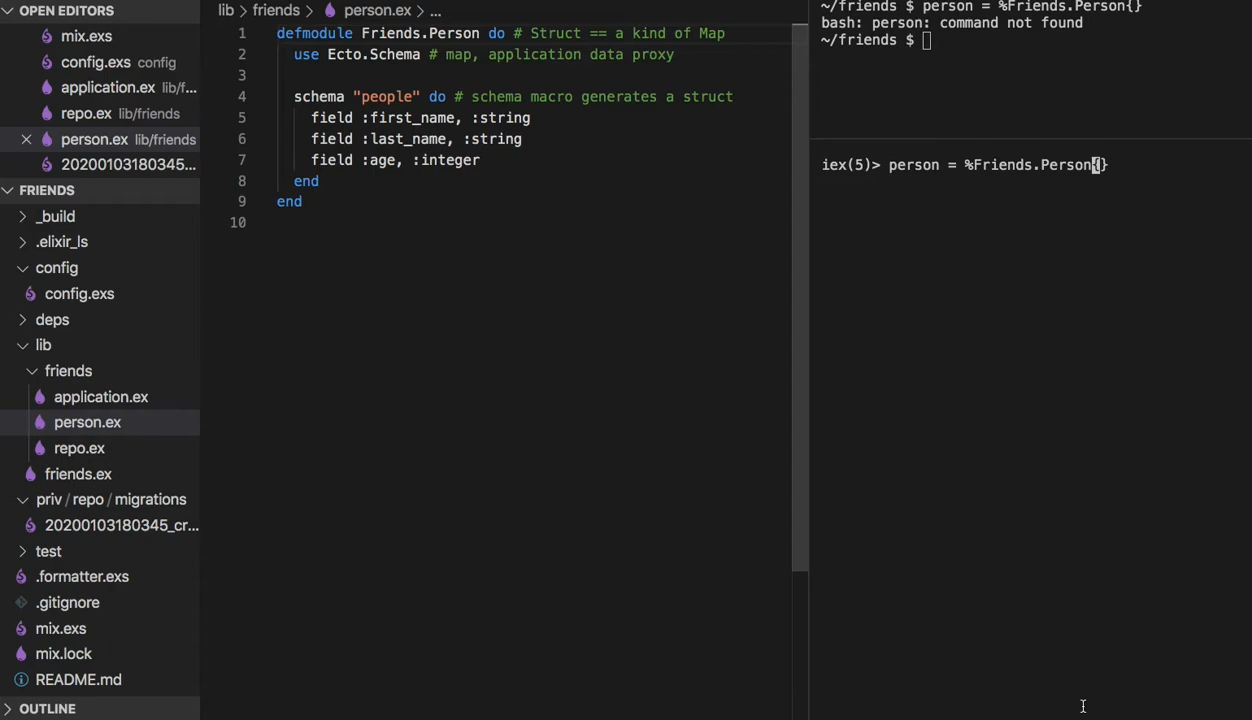 OPEN EDITORS
mix.exs
config.exs config
application.ex lib/f...
repo.ex lib/friends
person.ex lib/friends
20200103180345...
FRIENDS
_build
.elixir_ls
config
config.exs
deps
lib
friends
application.ex
person.ex
repo.ex
friends.ex
priv / repo / migrations
20200103180345_cr...
test
.formatter.exs
.gitignore
mix.exs
mix.lock
README.md
OUTLINE
lib > friends > person.ex > ...
1 defmodule Friends.Person do # Struct == a kind of Map
2 use Ecto.Schema # map, application data proxy
3
4 schema "people" do # schema macro generates a struct
5 field :first_name, :string
6 field :last_name, :string
7 field :age, :integer
8 end
9 end
10
~/friends $ person = %Friends.Person{}
bash: person: command not found
~/friends $
iex(5)> person = %Friends.Person{}